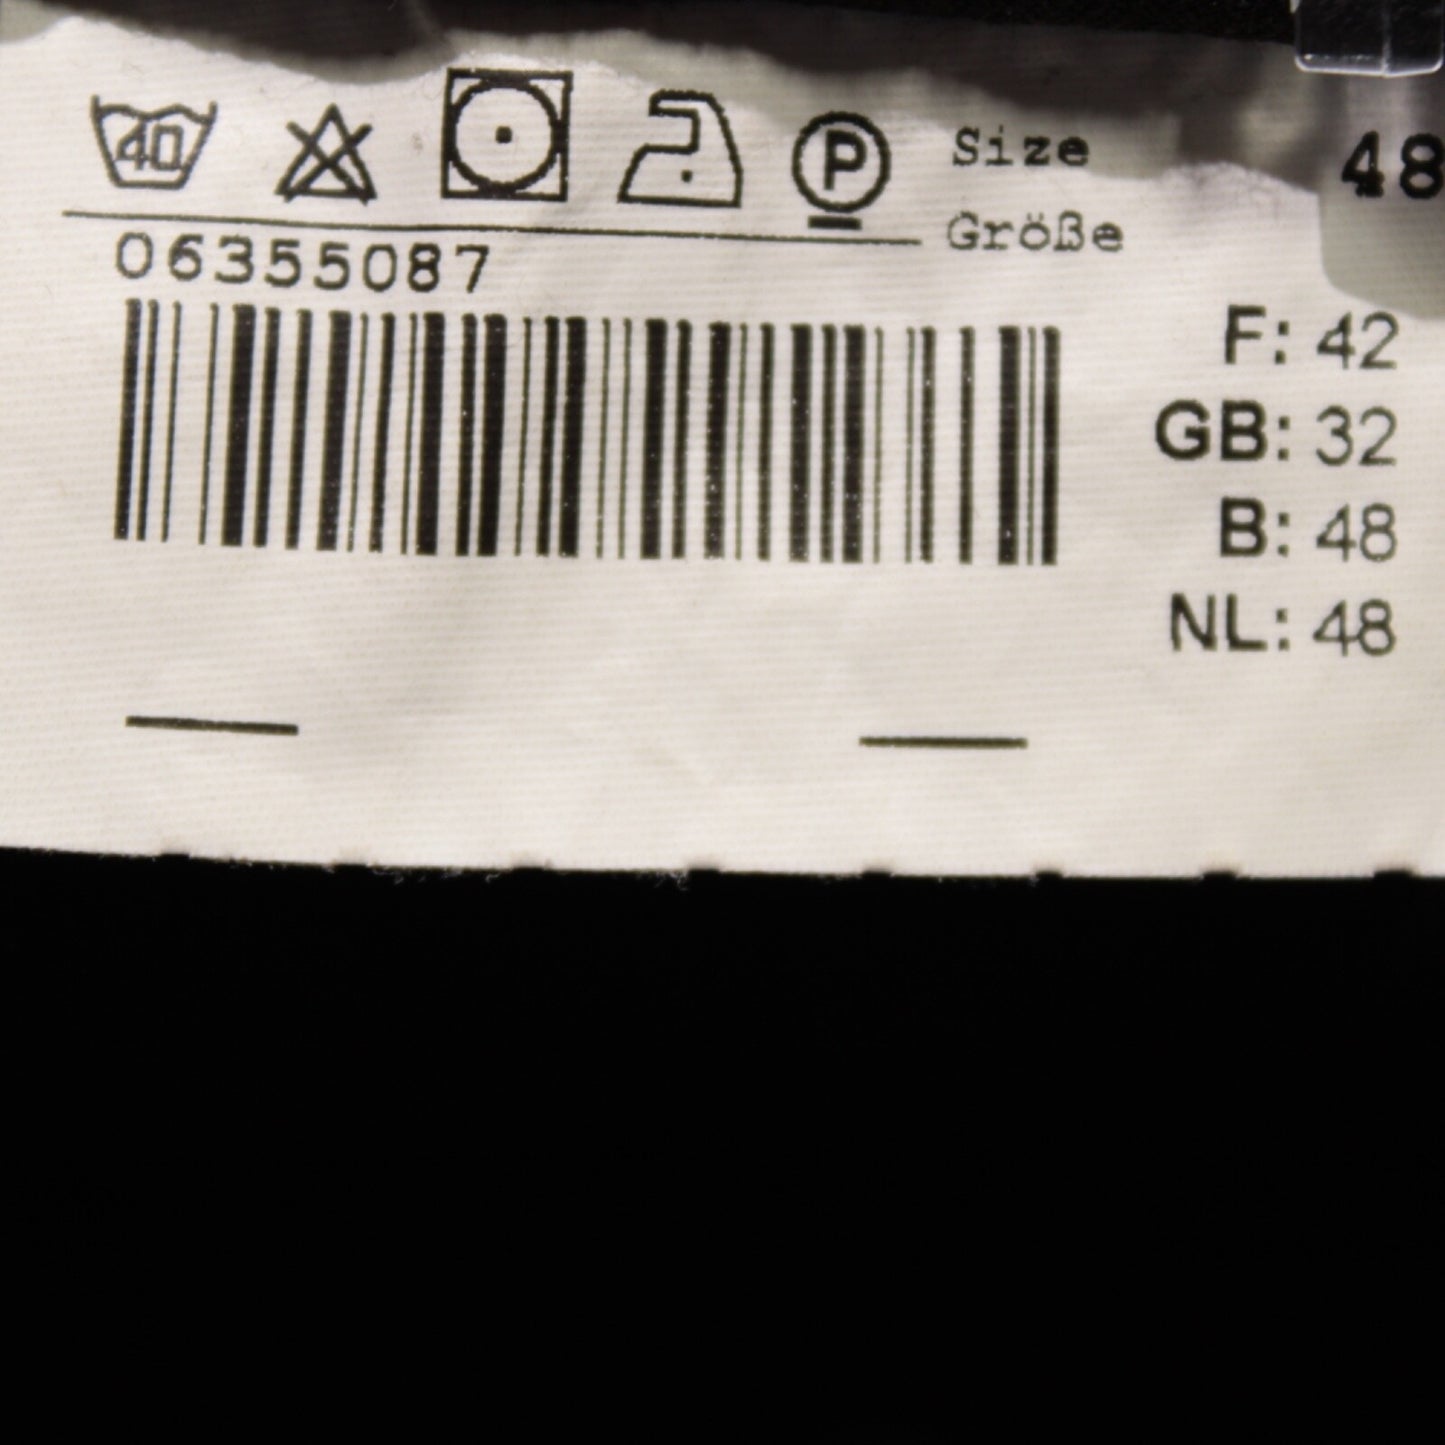 40 P Size 48
Größe
06355087
F: 42
GB: 32
B: 48
NL: 48